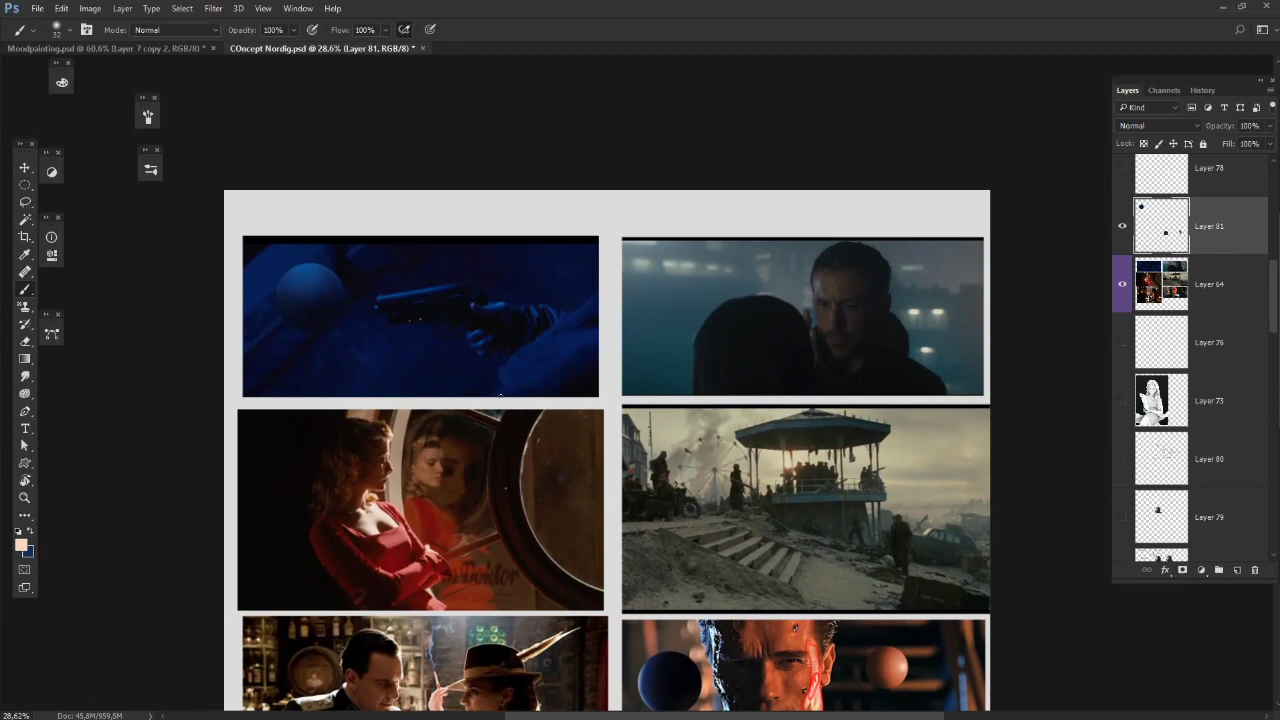 Ps File Edit Image Layer Type Select Filter 3D View Window Help
32 Mode: Normal Opacity: 100% Flow: 100%
Moodpainting.psd @ 60,6% (Layer 7 copy 2, RGB/8) * × COncept Nordig.psd @ 28.6% (Layer 81, RGB/8) * ×
Layers Channels History
Kind
Normal Opacity: 100%
Lock: Fill: 100%
Layer 78
Layer 81
Layer 64
Layer 76
Layer 73
Layer 80
Layer 79
28,62% Doc: 45,8M/959,5M